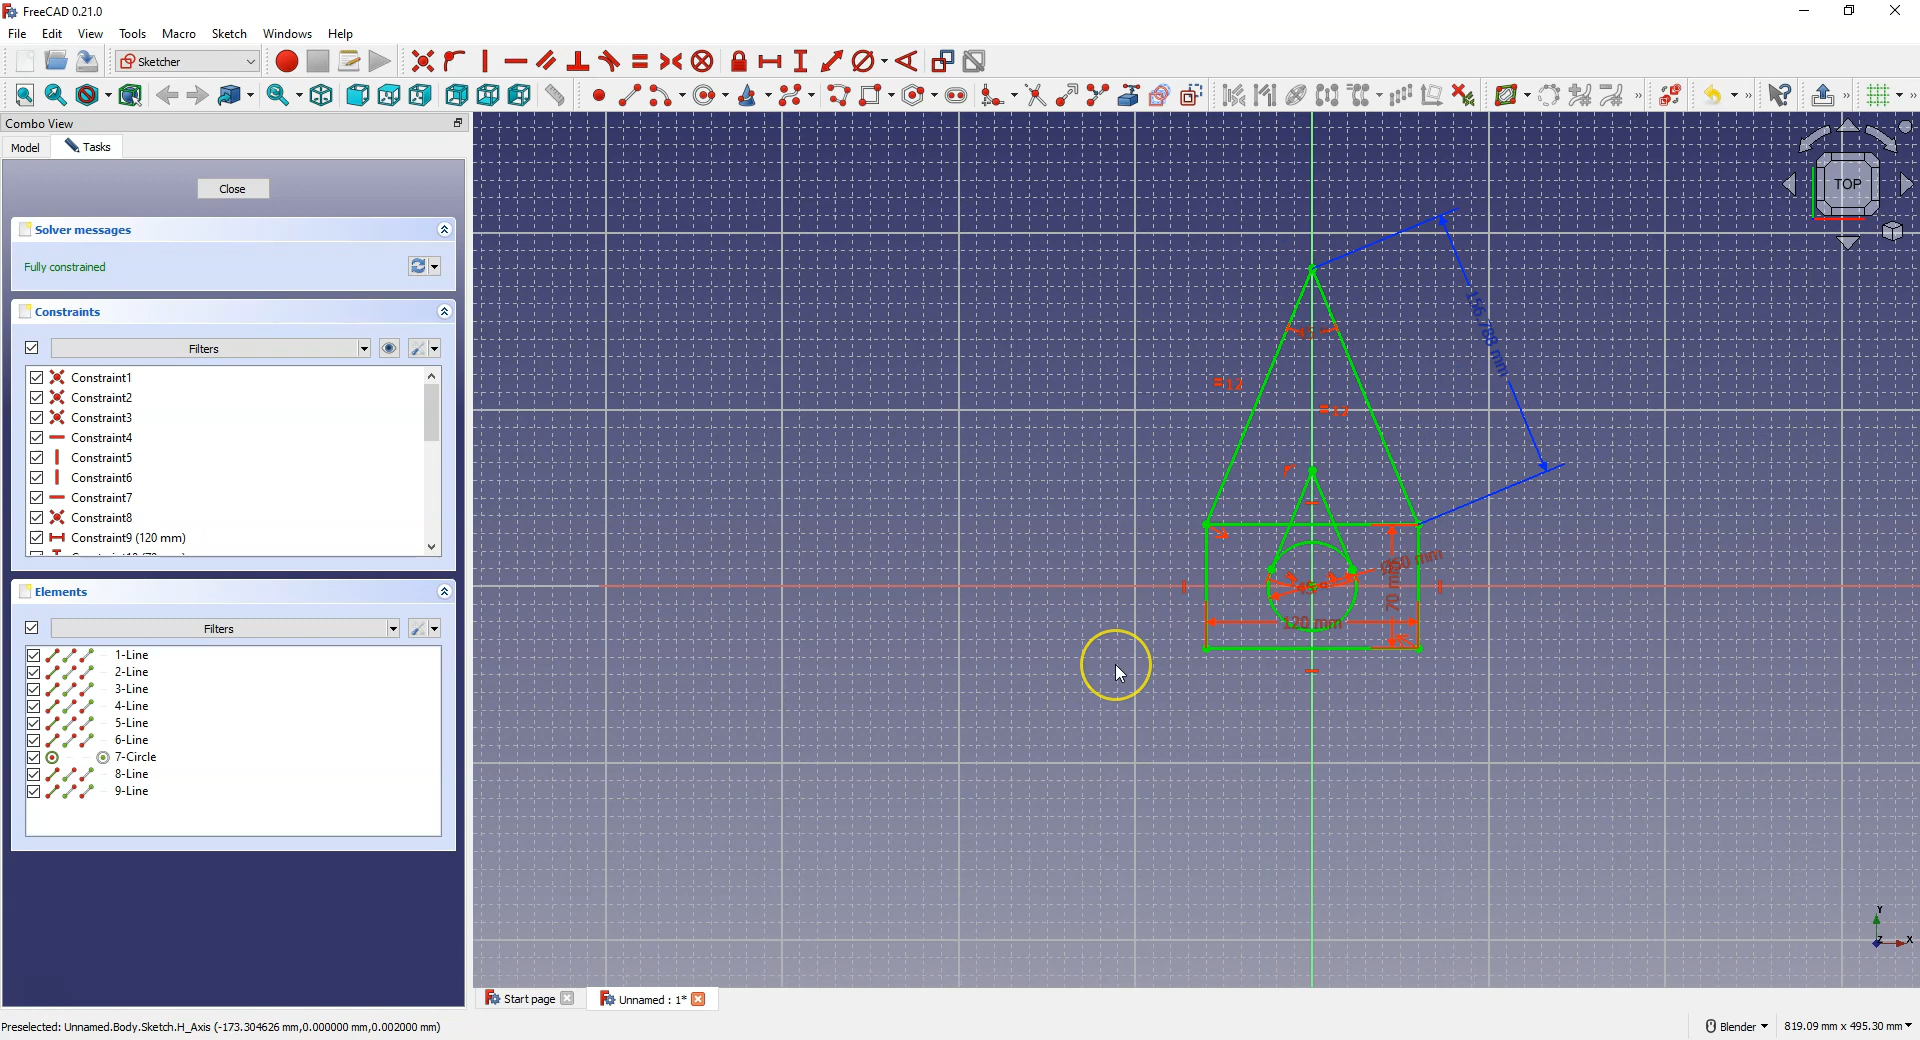 FreeCAD 0.21.0
File Edit View Tools Macro Sketch Windows Help
Sketcher
Combo View
Model Tasks
Close
Solver messages
Fully constrained
Constraints
Filters
Constraint1
Constraint2
Constraint3
Constraint4
Constraint5
Constraint6
Constraint7
Constraint8
Constraint9 (120 mm)
Elements
Filters
1-Line
2-Line
3-Line
4-Line
5-Line
6-Line
7-Circle
8-Line
9-Line
TOP
=12
=13
70 mm
120 mm
Y
Z X
Start page Unnamed : 1*
Preselected: Unnamed.Body.Sketch.H_Axis (-173.304626 mm,0.000000 mm,0.002000 mm)
Blender 819.09 mm x 495.30 mm